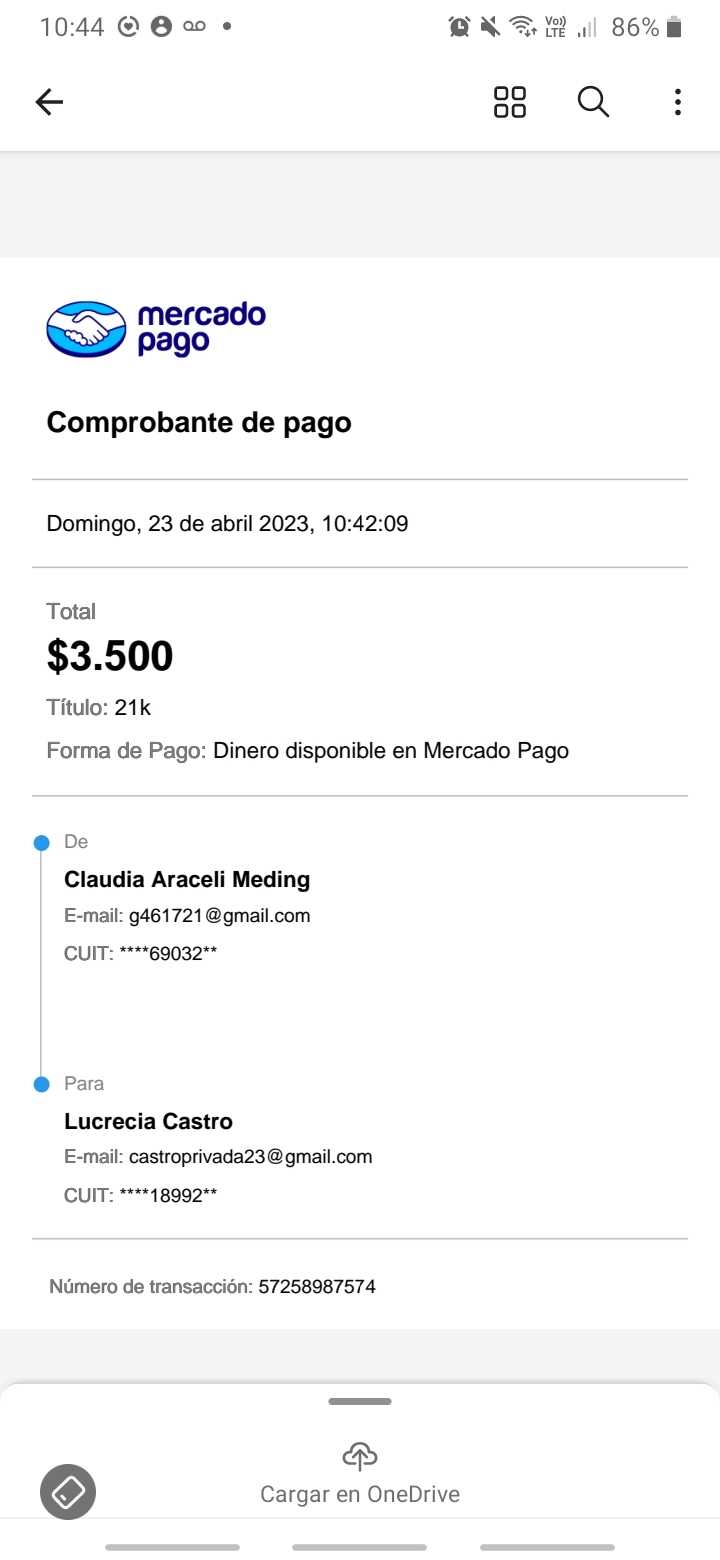 10:44
Vo))
LTE
86%
mercado
pago
Comprobante de pago
Domingo, 23 de abril 2023, 10:42:09
Total
$3.500
Título: 21k
Forma de Pago: Dinero disponible en Mercado Pago
De
Claudia Araceli Meding
E-mail: g461721@gmail.com
CUIT: ****69032**
Para
Lucrecia Castro
E-mail: castroprivada23@gmail.com
CUIT: ****18992**
Número de transacción: 57258987574
Cargar en OneDrive